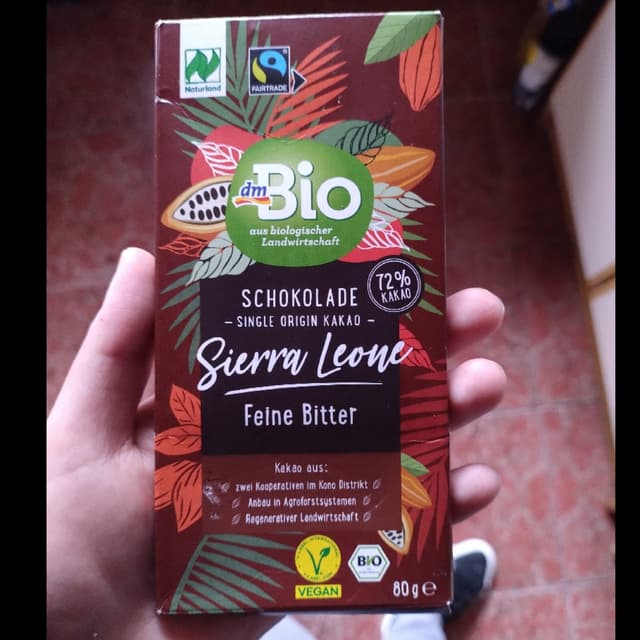 Naturland
FAIRTRADE
dm
Bio
aus biologischer
Landwirtschaft
72%
KAKAO
SCHOKOLADE
– SINGLE ORIGIN KAKAO –
Sierra Leone
Feine Bitter
Kakao aus:
zwei Kooperativen im Kono Distrikt
Anbau in Agroforstsystemen
Regenerativer Landwirtschaft
VEGAN
BIO
80 g e